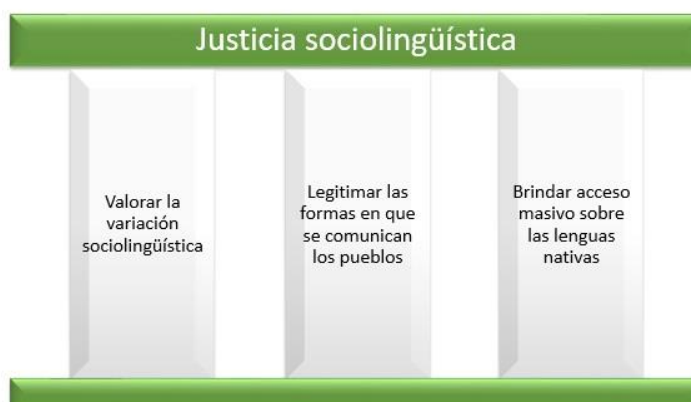 Justicia sociolingüística
Valorar la
variación
sociolingüística
Legitimar las
formas en que
se comunican
los pueblos
Brindar acceso
masivo sobre
las lenguas
nativas